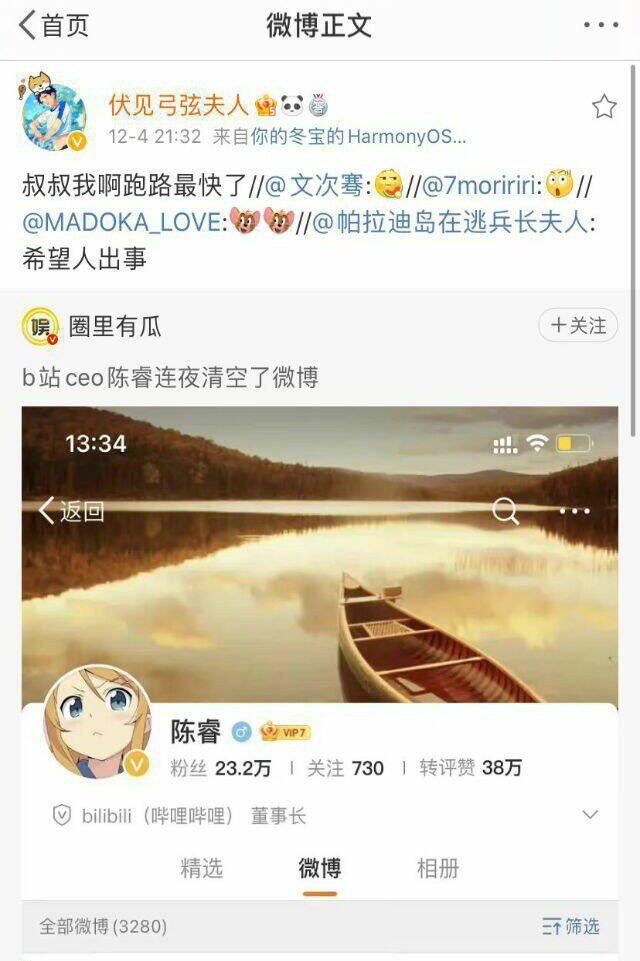 首页
微博正文
伏见弓弦夫人
12-4 21:32 来自你的冬宝的HarmonyOS...
叔叔我啊跑路最快了//@文次骞://@7moririri://
@MADOKA_LOVE://@帕拉迪岛在逃兵长夫人:
希望人出事
娱
圈里有瓜
+关注
b站ceo陈睿连夜清空了微博
13:34
返回
陈睿
VIP7
粉丝 23.2万 | 关注 730 | 转评赞 38万
bilibili（哔哩哔哩） 董事长
精选
微博
相册
全部微博(3280)
筛选